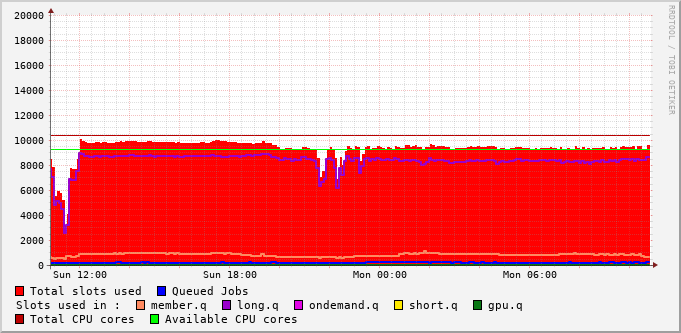 RRDTOOL / TOBI OETIKER
20000
18000
16000
14000
12000
10000
8000
6000
4000
2000
0
Sun 12:00 Sun 18:00 Mon 00:00 Mon 06:00
Total slots used Queued Jobs
Slots used in : member.q long.q ondemand.q short.q gpu.q
Total CPU cores Available CPU cores